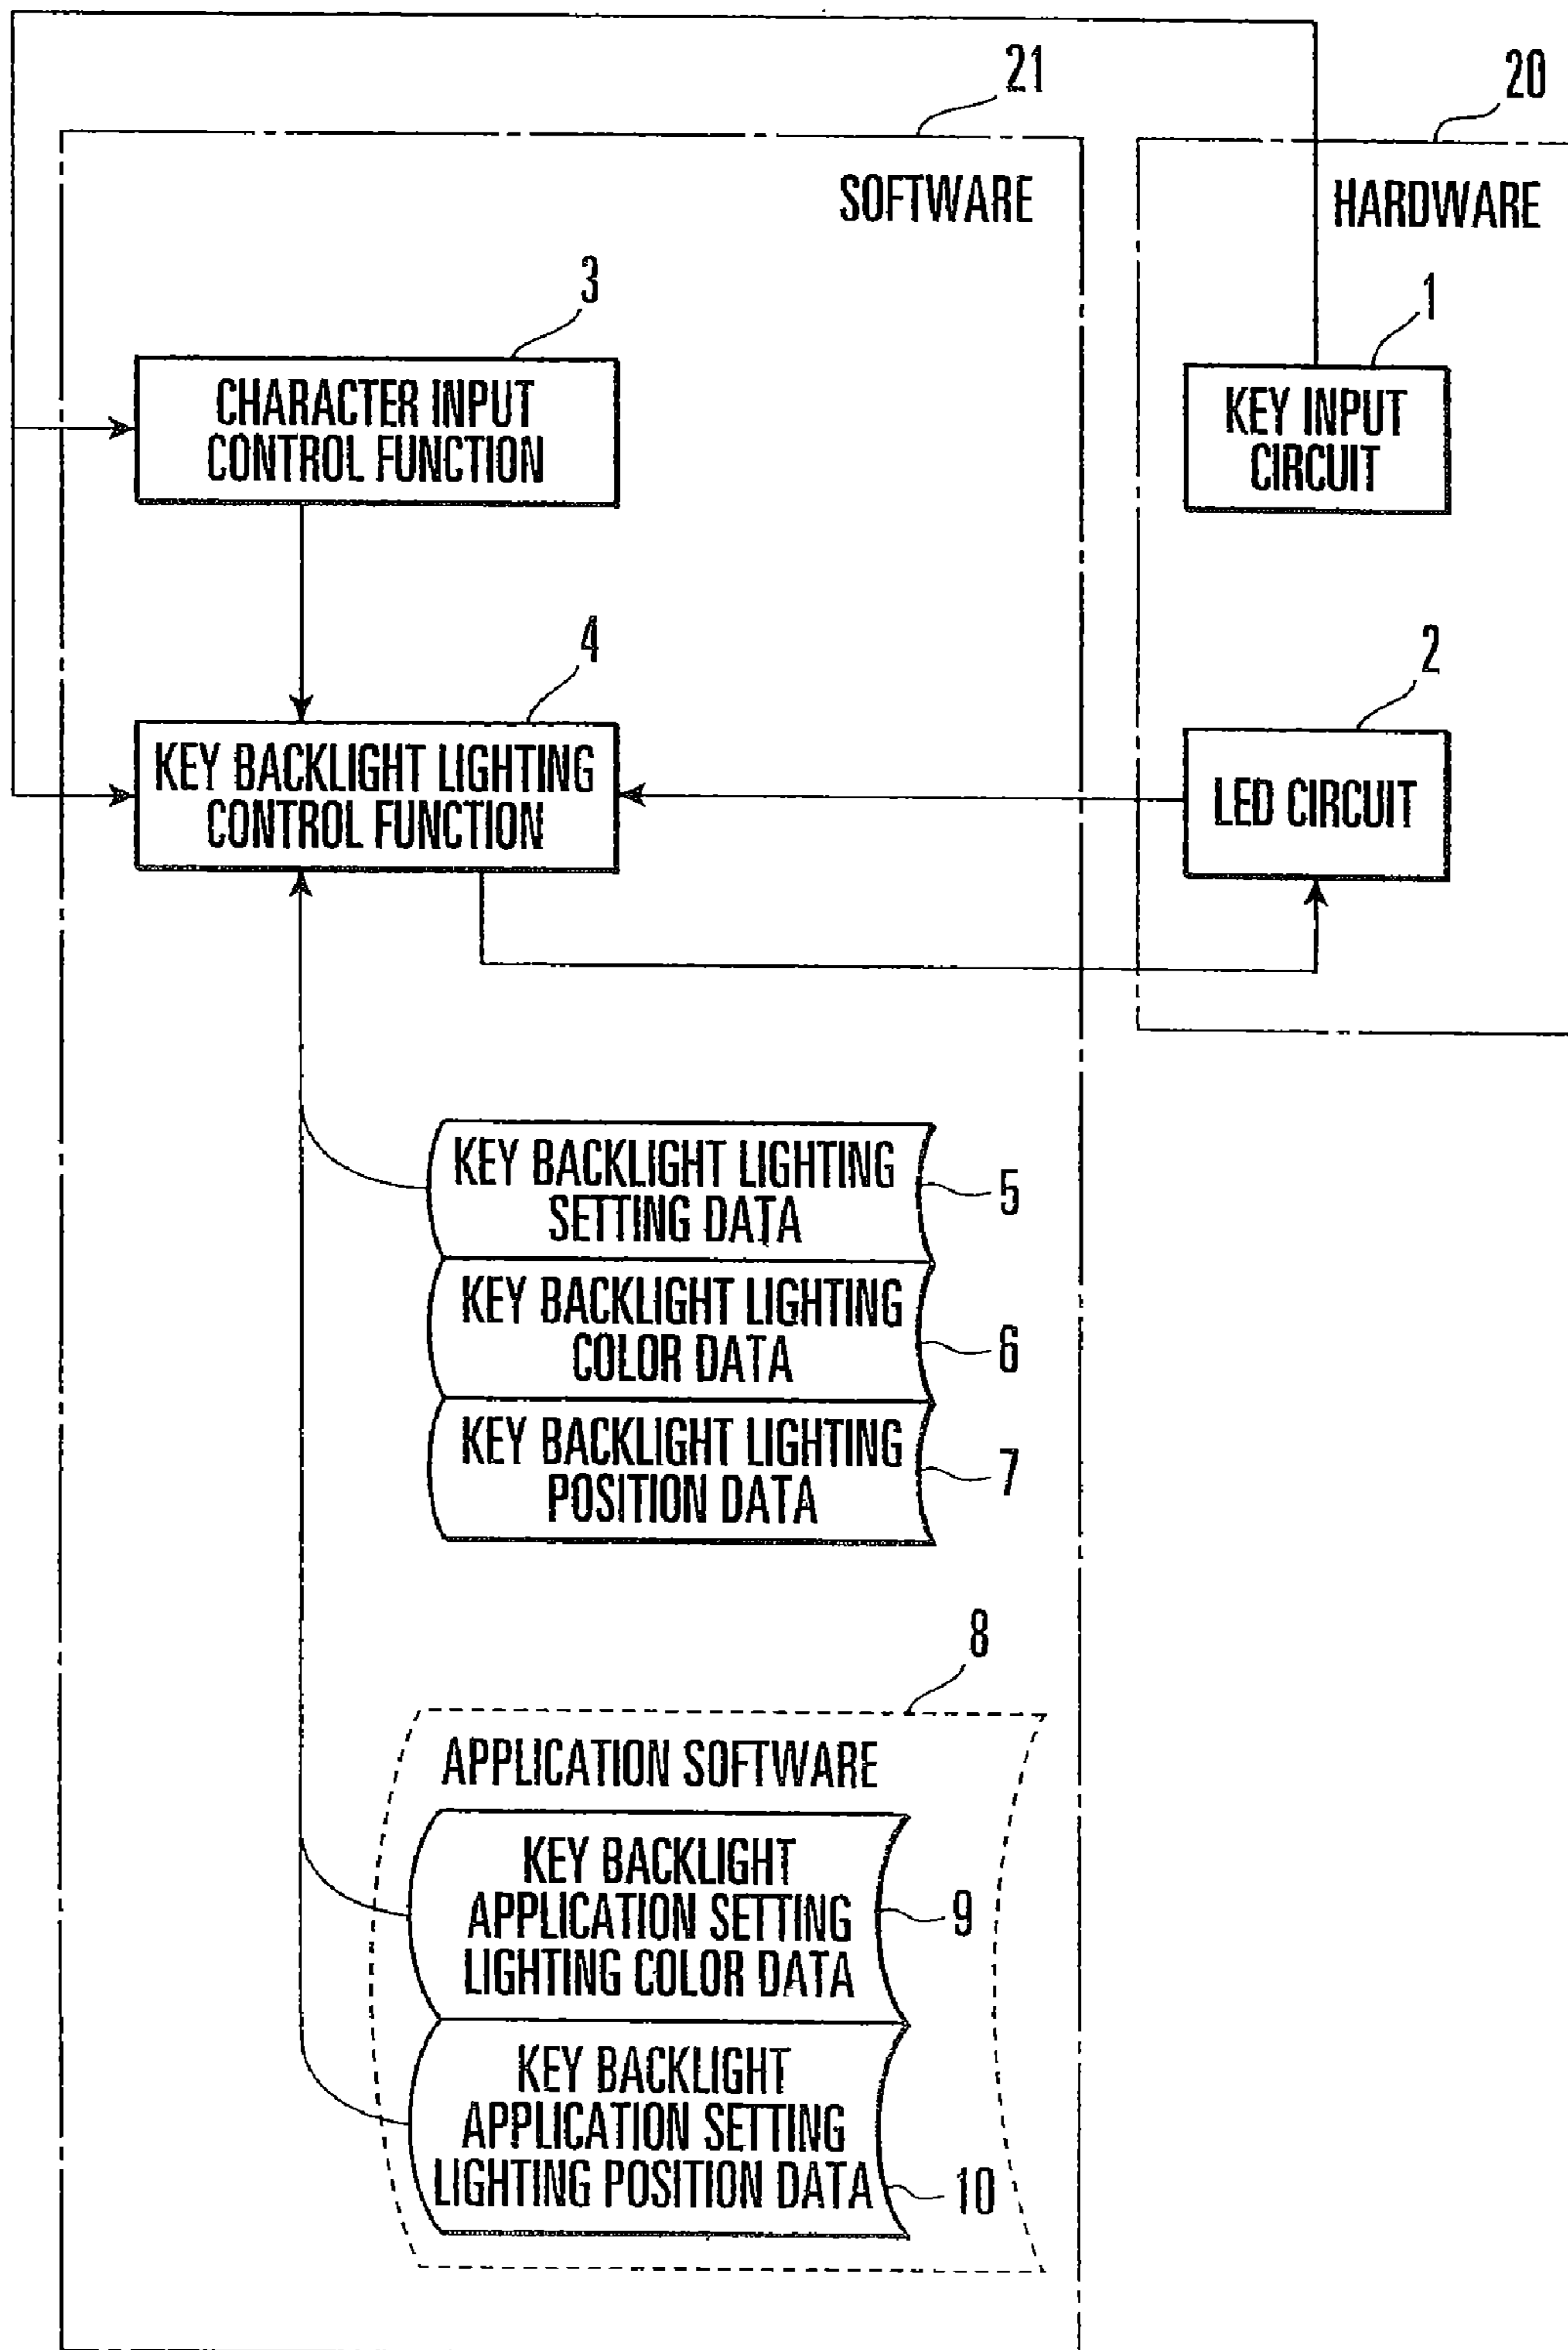 21
20
SOFTWARE
HARDWARE
3
1
CHARACTER INPUT
CONTROL FUNCTION
KEY INPUT
CIRCUIT
4
2
KEY BACKLIGHT LIGHTING
CONTROL FUNCTION
LED CIRCUIT
KEY BACKLIGHT LIGHTING
SETTING DATA
5
KEY BACKLIGHT LIGHTING
COLOR DATA
6
KEY BACKLIGHT LIGHTING
POSITION DATA
7
8
APPLICATION SOFTWARE
KEY BACKLIGHT
APPLICATION SETTING
LIGHTING COLOR DATA
9
KEY BACKLIGHT
APPLICATION SETTING
LIGHTING POSITION DATA
10